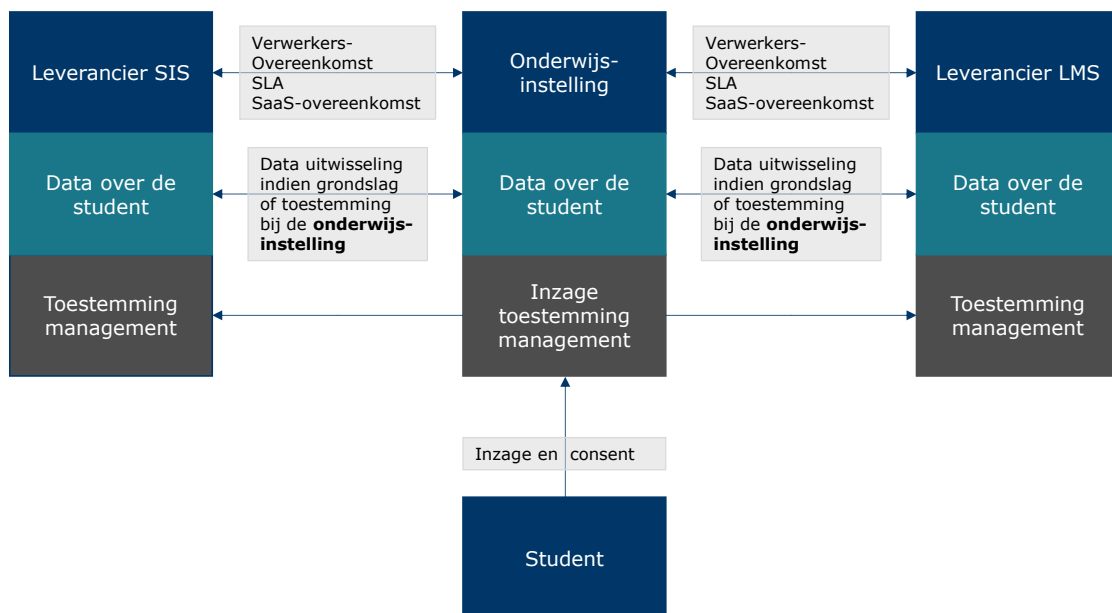 Leverancier SIS
Verwerkers-
Overeenkomst
SLA
SaaS-overeenkomst
Onderwijs-
instelling
Verwerkers-
Overeenkomst
SLA
SaaS-overeenkomst
Leverancier LMS
Data over de
student
Data uitwisseling
indien grondslag
of toestemming
bij de onderwijs-
instelling
Data over de
student
Data uitwisseling
indien grondslag
of toestemming
bij de onderwijs-
instelling
Data over de
student
Toestemming
management
Inzage
toestemming
management
Toestemming
management
Inzage en consent
Student